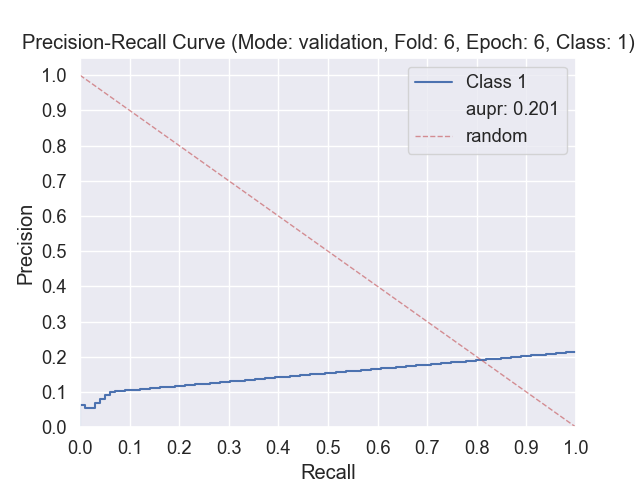 Precision-Recall Curve (Mode: validation, Fold: 6, Epoch: 6, Class: 1)
1.0
0.9
0.8
0.7
0.6
0.5
0.4
0.3
0.2
0.1
0.0
Precision
Class 1
aupr: 0.201
random
0.0 0.1 0.2 0.3 0.4 0.5 0.6 0.7 0.8 0.9 1.0
Recall